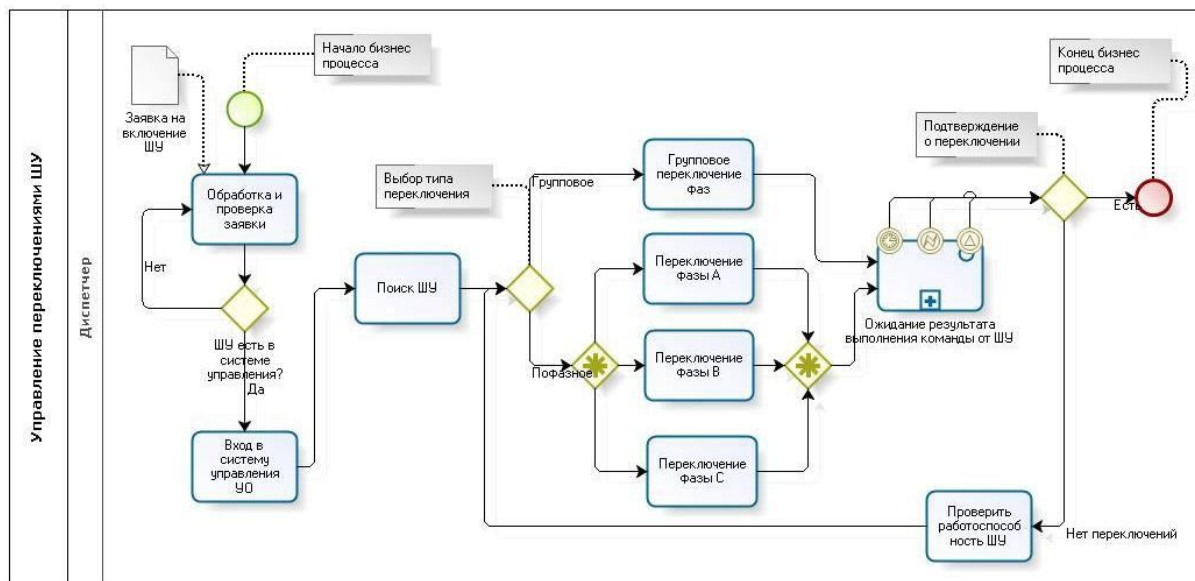 Управление переключениями ШУ
Диспетчер
Заявка на
включение
ШУ
Начало бизнес
процесса
Обработка и
проверка
заявки
Нет
ШУ есть в
системе
управления?
Да
Вход в
систему
управления
УО
Поиск ШУ
Выбор типа
переключения
Групповое
Пофазное
Групповое
переключение
фаз
Переключение
фазы A
Переключение
фазы B
Переключение
фазы C
Ожидание результата
выполнения команды от ШУ
Подтверждение
о переключении
Конец бизнес
процесса
Есть
Нет переключений
Проверить
работоспособ
ность ШУ